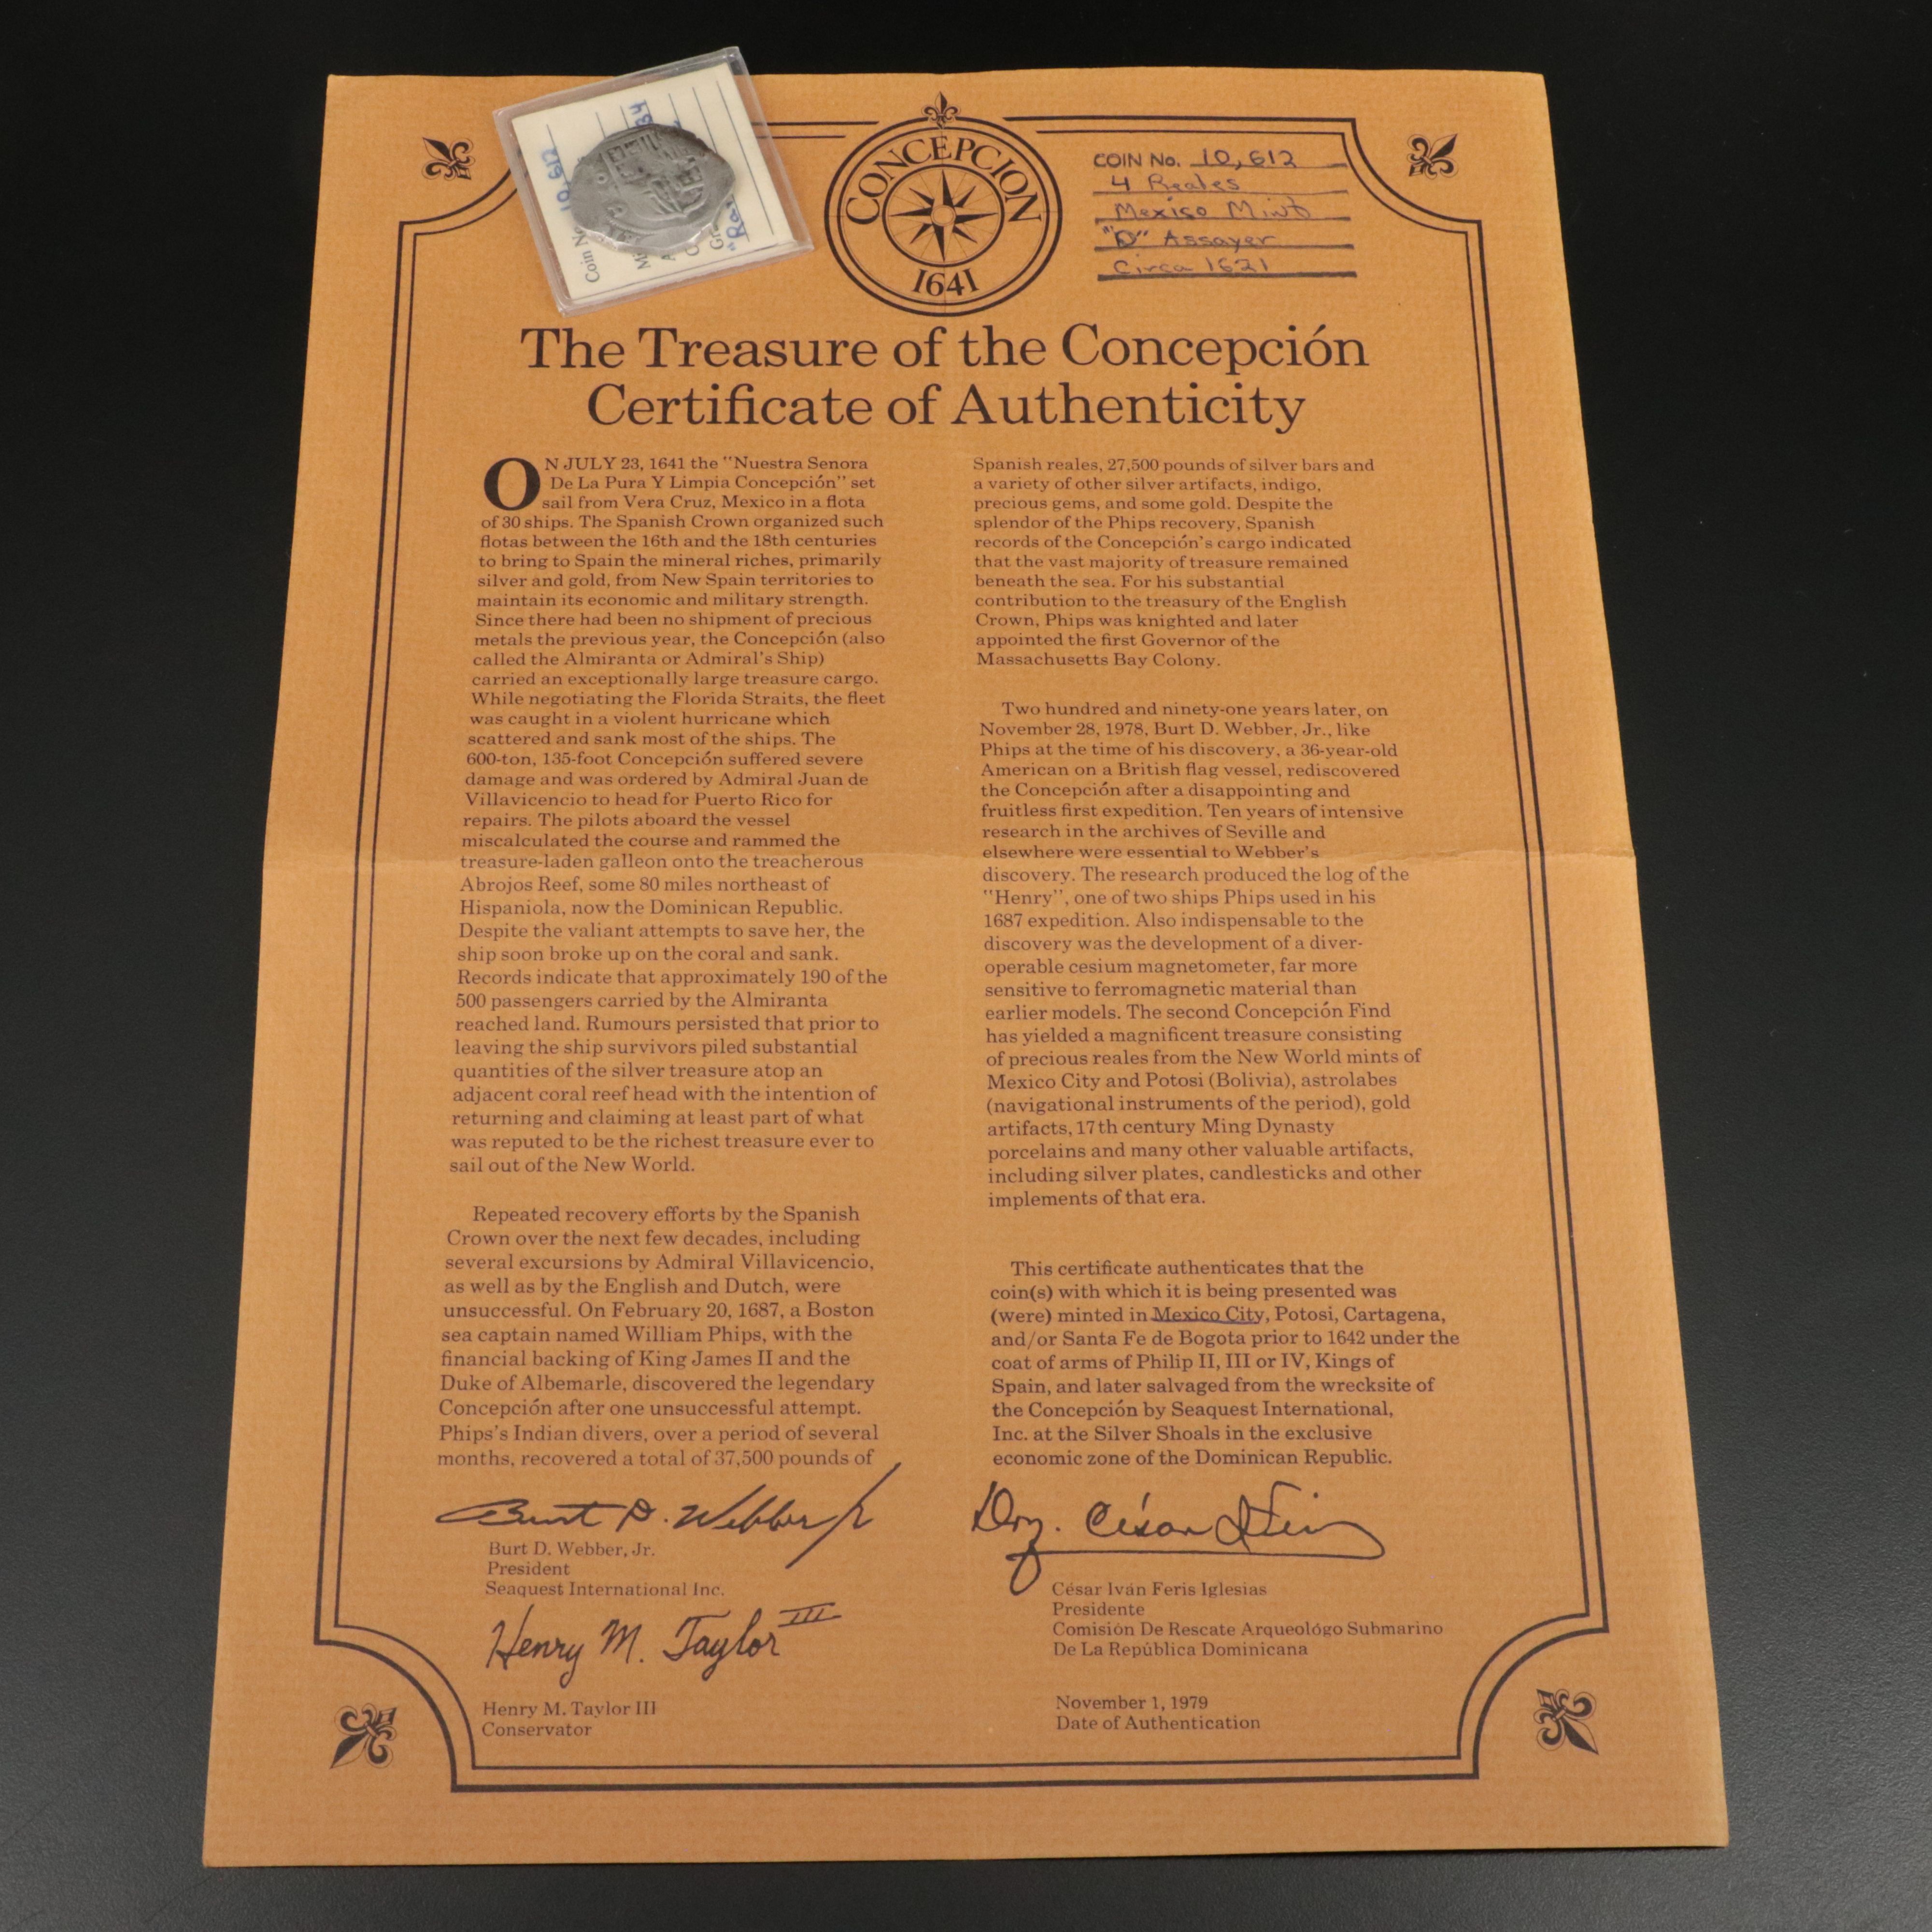 Coin No
10,612
CONCEPCION
1641
COIN No. 10,612
4 Reales
Mexico Mint
"D" Assayer
Circa 1621
The Treasure of the Concepción
Certificate of Authenticity
ON JULY 23, 1641 the "Nuestra Senora
De La Pura Y Limpia Concepción" set
sail from Vera Cruz, Mexico in a flota
of 30 ships. The Spanish Crown organized such
flotas between the 16th and the 18th centuries
to bring to Spain the mineral riches, primarily
silver and gold, from New Spain territories to
maintain its economic and military strength.
Since there had been no shipment of precious
metals the previous year, the Concepción (also
called the Almiranta or Admiral's Ship)
carried an exceptionally large treasure cargo.
While negotiating the Florida Straits, the fleet
was caught in a violent hurricane which
scattered and sank most of the ships. The
600-ton, 135-foot Concepción suffered severe
damage and was ordered by Admiral Juan de
Villavicencio to head for Puerto Rico for
repairs. The pilots aboard the vessel
miscalculated the course and rammed the
treasure-laden galleon onto the treacherous
Abrojos Reef, some 80 miles northeast of
Hispaniola, now the Dominican Republic.
Despite the valiant attempts to save her, the
ship soon broke up on the coral and sank.
Records indicate that approximately 190 of the
500 passengers carried by the Almiranta
reached land. Rumours persisted that prior to
leaving the ship survivors piled substantial
quantities of the silver treasure atop an
adjacent coral reef head with the intention of
returning and claiming at least part of what
was reputed to be the richest treasure ever to
sail out of the New World.
Repeated recovery efforts by the Spanish
Crown over the next few decades, including
several excursions by Admiral Villavicencio,
as well as by the English and Dutch, were
unsuccessful. On February 20, 1687, a Boston
sea captain named William Phips, with the
financial backing of King James II and the
Duke of Albemarle, discovered the legendary
Concepción after one unsuccessful attempt.
Phips's Indian divers, over a period of several
months, recovered a total of 37,500 pounds of
Spanish reales, 27,500 pounds of silver bars and
a variety of other silver artifacts, indigo,
precious gems, and some gold. Despite the
splendor of the Phips recovery, Spanish
records of the Concepción's cargo indicated
that the vast majority of treasure remained
beneath the sea. For his substantial
contribution to the treasury of the English
Crown, Phips was knighted and later
appointed the first Governor of the
Massachusetts Bay Colony.
Two hundred and ninety-one years later, on
November 28, 1978, Burt D. Webber, Jr., like
Phips at the time of his discovery, a 36-year-old
American on a British flag vessel, rediscovered
the Concepción after a disappointing and
fruitless first expedition. Ten years of intensive
research in the archives of Seville and
elsewhere were essential to Webber's
discovery. The research produced the log of the
"Henry", one of two ships Phips used in his
1687 expedition. Also indispensable to the
discovery was the development of a diver-
operable cesium magnetometer, far more
sensitive to ferromagnetic material than
earlier models. The second Concepción Find
has yielded a magnificent treasure consisting
of precious reales from the New World mints of
Mexico City and Potosi (Bolivia), astrolabes
(navigational instruments of the period), gold
artifacts, 17th century Ming Dynasty
porcelains and many other valuable artifacts,
including silver plates, candlesticks and other
implements of that era.
This certificate authenticates that the
coin(s) with which it is being presented was
(were) minted in Mexico City, Potosi, Cartagena,
and/or Santa Fe de Bogota prior to 1642 under the
coat of arms of Philip II, III or IV, Kings of
Spain, and later salvaged from the wrecksite of
the Concepción by Seaquest International,
Inc. at the Silver Shoals in the exclusive
economic zone of the Dominican Republic.
Burt D. Webber Jr
Burt D. Webber, Jr.
President
Seaquest International Inc.
Henry M. Taylor III
Henry M. Taylor III
Conservator
César Iván Feris Iglesias
Presidente
Comisión De Rescate Arqueológo Submarino
De La República Dominicana
November 1, 1979
Date of Authentication